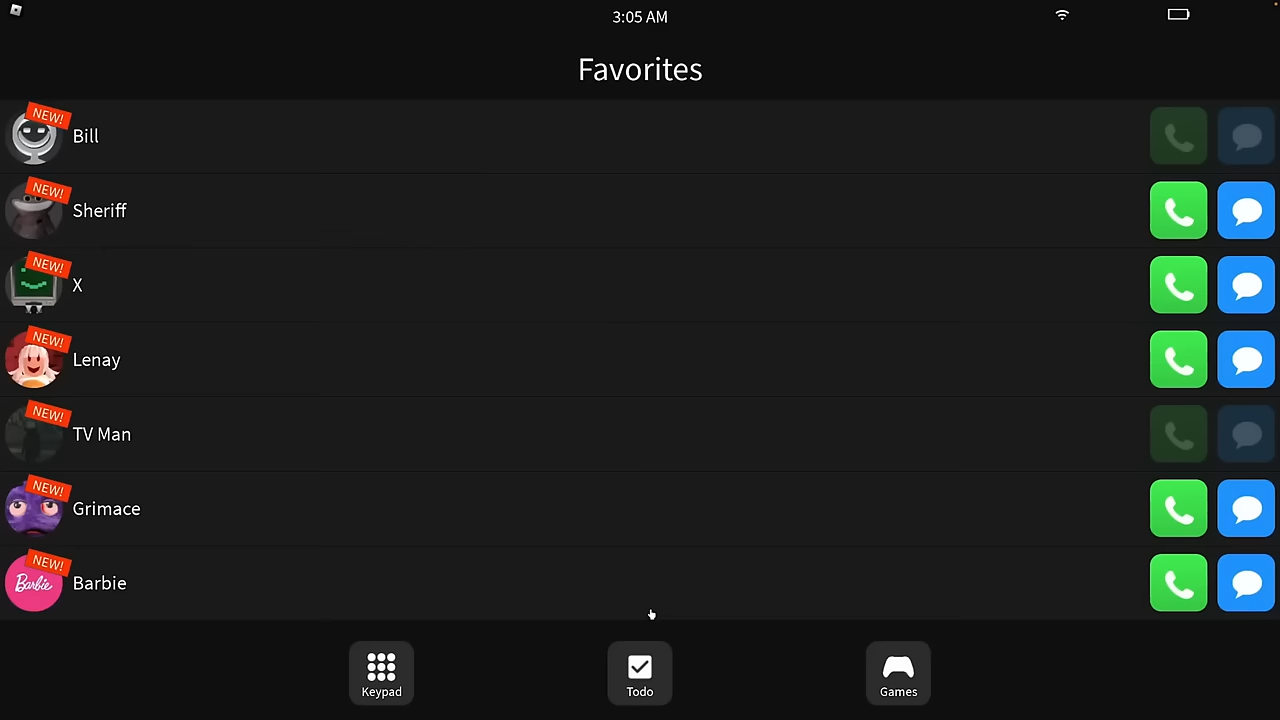 3:05 AM
Favorites
NEW!
Bill
NEW!
Sheriff
NEW!
X
NEW!
Lenay
NEW!
TV Man
NEW!
Grimace
NEW!
Barbie
Barbie
Keypad
Todo
Games